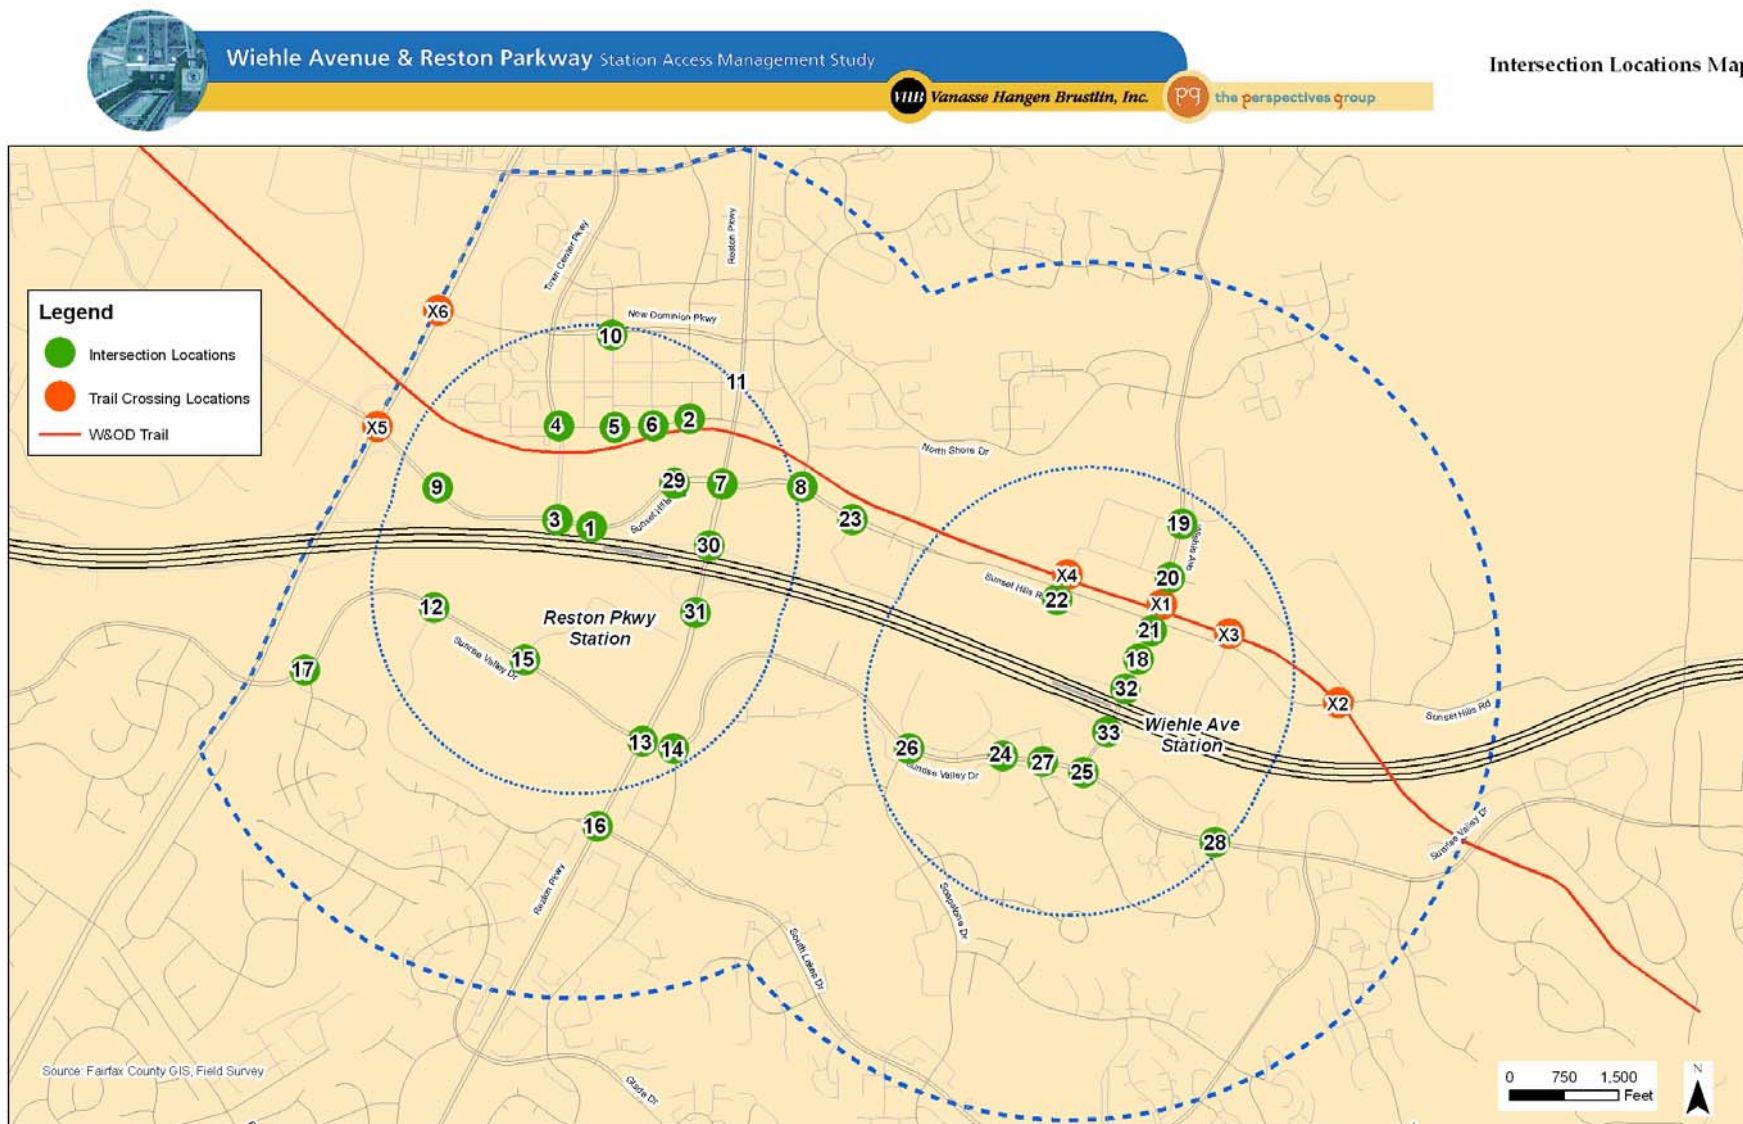 Wiehle Avenue & Reston Parkway Station Access Management Study
Intersection Locations Map
VHB Vanasse Hangen Brustlin, Inc.
pg the perspectives group
Legend
Intersection Locations
Trail Crossing Locations
W&OD Trail
Town Center Pkwy
Reston Pkwy
New Dominion Pkwy
X6
10
11
X5
4
5
6
2
North Shore Dr
9
29
7
8
Sunset Hills
3
1
23
19
Wiehle Ave
30
X4
20
Sunset Hills R
22
X1
12
31
21
X3
Reston Pkwy
Station
15
18
Sunrise Valley Dr
17
32
X2
Sunset Hills Rd
13
14
33
Wiehle Ave
Station
26
24
27
25
Sunrise Valley Dr
16
28
Sunrise Valley Dr
Reston Pkwy
Soapstone Dr
South Lakes Dr
Glade Dr
Source: Fairfax County GIS, Field Survey
0 750 1,500
Feet
N